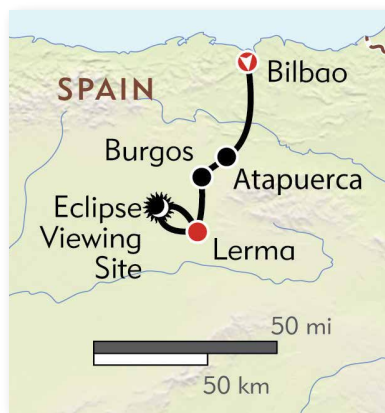 Bilbao
SPAIN
Burgos
Atapuerca
Eclipse
Viewing
Site
Lerma
50 mi
50 km